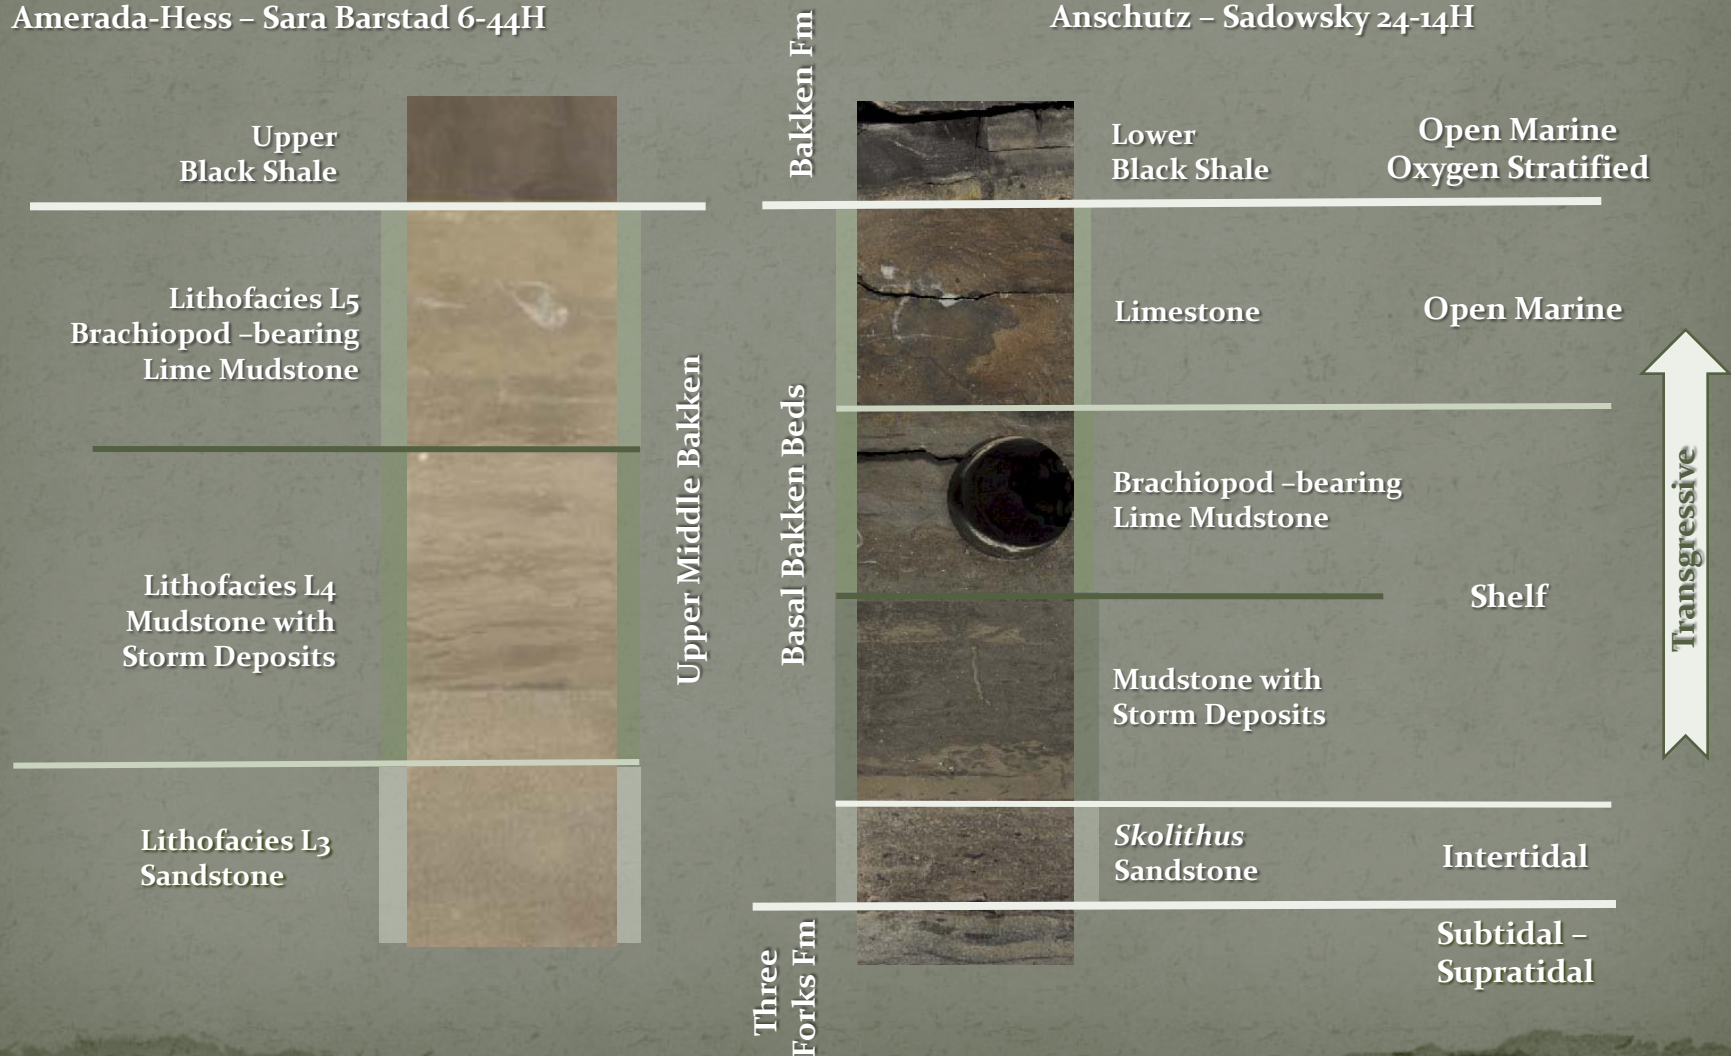 Amerada-Hess – Sara Barstad 6-44H
Upper
Black Shale
Lithofacies L5
Brachiopod –bearing
Lime Mudstone
Lithofacies L4
Mudstone with
Storm Deposits
Lithofacies L3
Sandstone
Upper Middle Bakken
Anschutz – Sadowsky 24-14H
Bakken Fm
Basal Bakken Beds
Three
Forks Fm
Lower
Black Shale
Limestone
Brachiopod –bearing
Lime Mudstone
Mudstone with
Storm Deposits
Skolithus
Sandstone
Open Marine
Oxygen Stratified
Open Marine
Shelf
Intertidal
Subtidal –
Supratidal
Transgressive